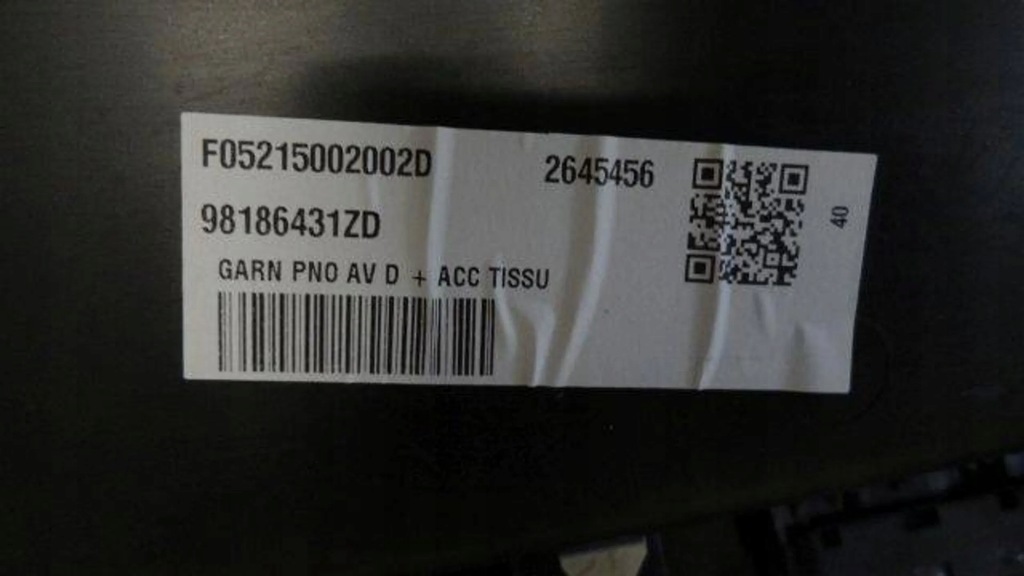 F05215002002D 2645456
98186431ZD
GARN PNO AV D + ACC TISSU
40